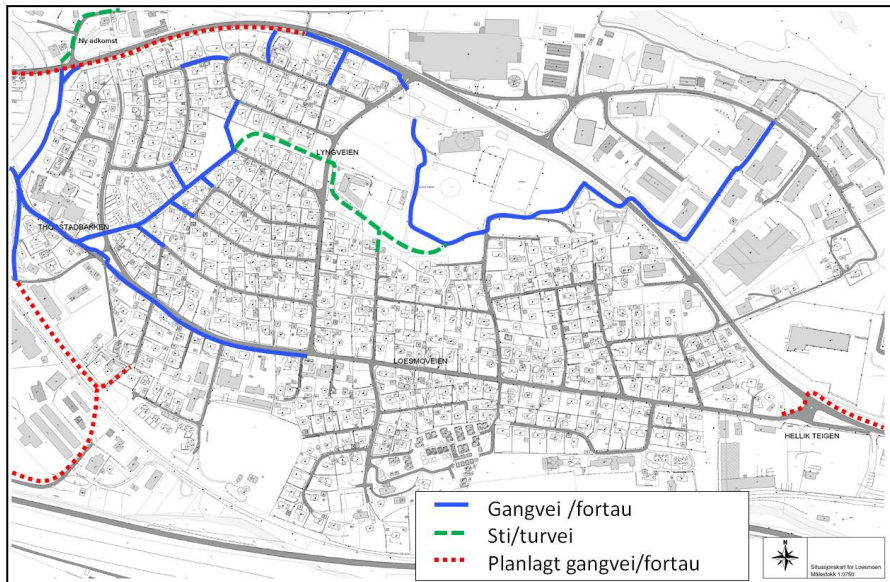 Ny adkomst
LYNGVEIEN
THORSTADBAKKEN
LOESMOVEIEN
HELLIK TEIGEN
Gangvei /fortau
Sti/turvei
Planlagt gangvei/fortau
N
Situasjonskart for Loesmoen
Målestokk 1:3750